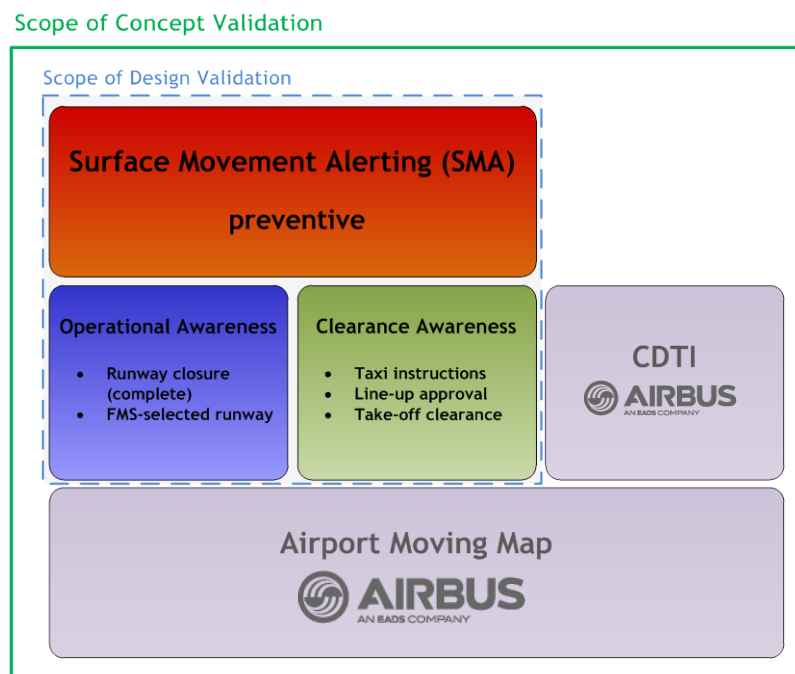 Scope of Concept Validation
Scope of Design Validation
Surface Movement Alerting (SMA)
preventive
Operational Awareness
• Runway closure
(complete)
• FMS-selected runway
Clearance Awareness
• Taxi instructions
• Line-up approval
• Take-off clearance
CDTI
AIRBUS
AN EADS COMPANY
Airport Moving Map
AIRBUS
AN EADS COMPANY